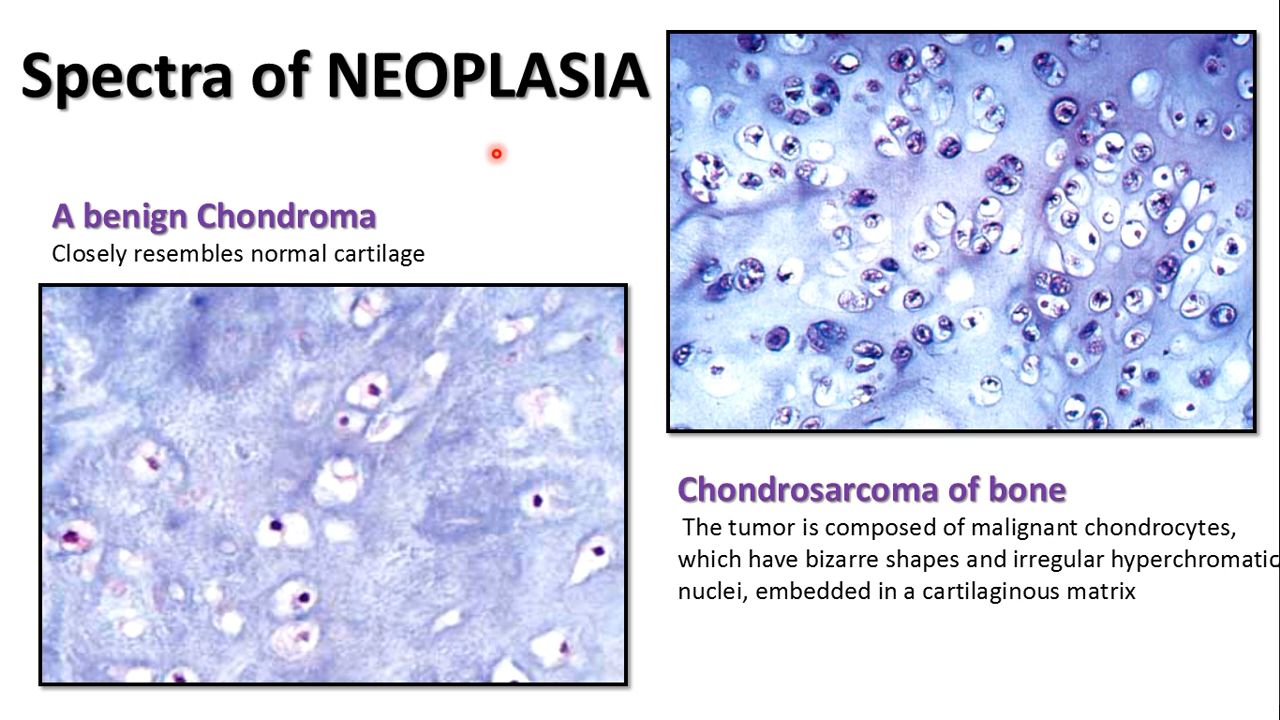 Spectra of NEOPLASIA
A benign Chondroma
Closely resembles normal cartilage
Chondrosarcoma of bone
The tumor is composed of malignant chondrocytes,
which have bizarre shapes and irregular hyperchromatic
nuclei, embedded in a cartilaginous matrix